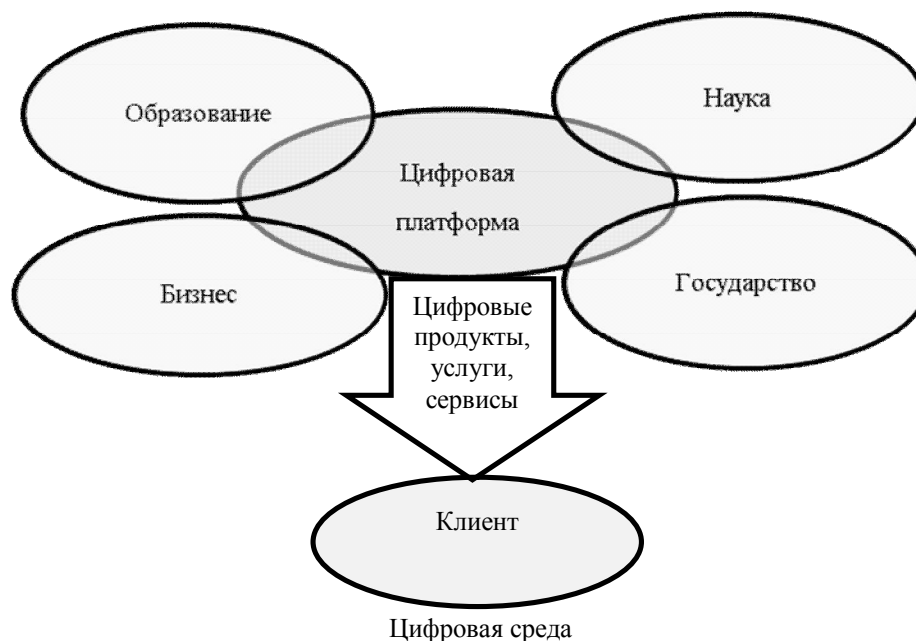 Образование
Наука
Цифровая
платформа
Бизнес
Государство
Цифровые
продукты,
услуги,
сервисы
Клиент
Цифровая среда